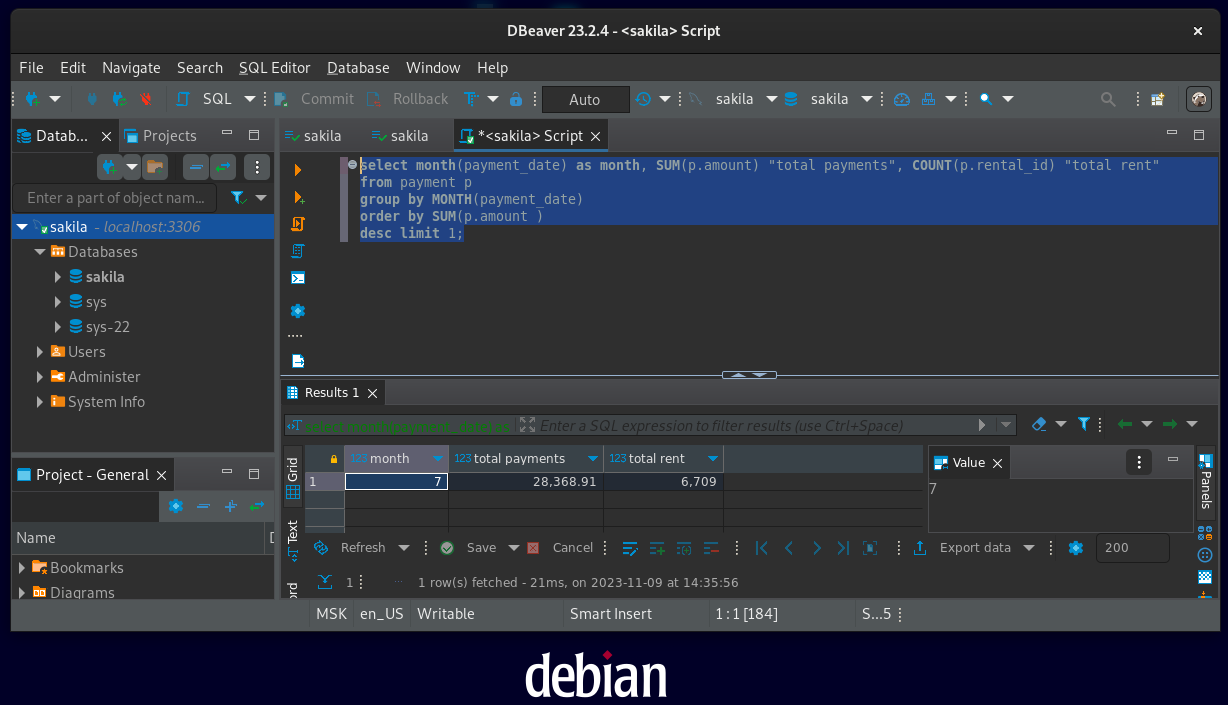 DBeaver 23.2.4 - <sakila> Script
File Edit Navigate Search SQL Editor Database Window Help
SQL Commit Rollback Auto sakila sakila
Datab... Projects
sakila sakila *<sakila> Script
Enter a part of object nam...
sakila - localhost:3306
Databases
sakila
sys
sys-22
Users
Administer
System Info
select month(payment_date) as month, SUM(p.amount) "total payments", COUNT(p.rental_id) "total rent"
from payment p
group by MONTH(payment_date)
order by SUM(p.amount )
desc limit 1;
Results 1
select month(payment_date) as Enter a SQL expression to filter results (use Ctrl+Space)
Grid
Text
123 month 123 total payments 123 total rent
1 7 28,368.91 6,709
Value
7
Panels
Project - General
Name
Bookmarks
Diagrams
Refresh Save Cancel Export data 200
1 1 row(s) fetched - 21ms, on 2023-11-09 at 14:35:56
MSK en_US Writable Smart Insert 1 : 1 [184] S...5
debian